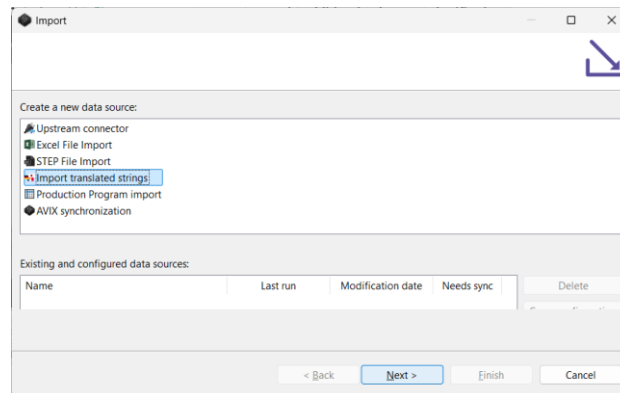 Import
Create a new data source:
Upstream connector
Excel File Import
STEP File Import
Import translated strings
Production Program import
AVIX synchronization
Existing and configured data sources:
Name Last run Modification date Needs sync
Delete
< Back Next > Finish Cancel